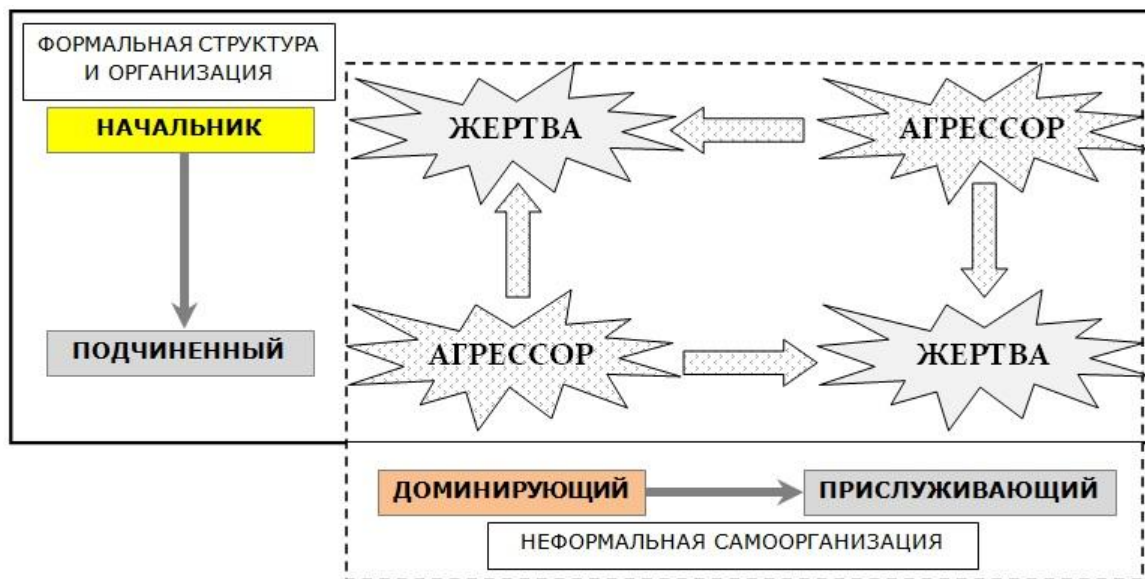 ФОРМАЛЬНАЯ СТРУКТУРА
И ОРГАНИЗАЦИЯ
НАЧАЛЬНИК
ЖЕРТВА
АГРЕССОР
ПОДЧИНЕННЫЙ
АГРЕССОР
ЖЕРТВА
ДОМИНИРУЮЩИЙ
ПРИСЛУЖИВАЮЩИЙ
НЕФОРМАЛЬНАЯ САМООРГАНИЗАЦИЯ